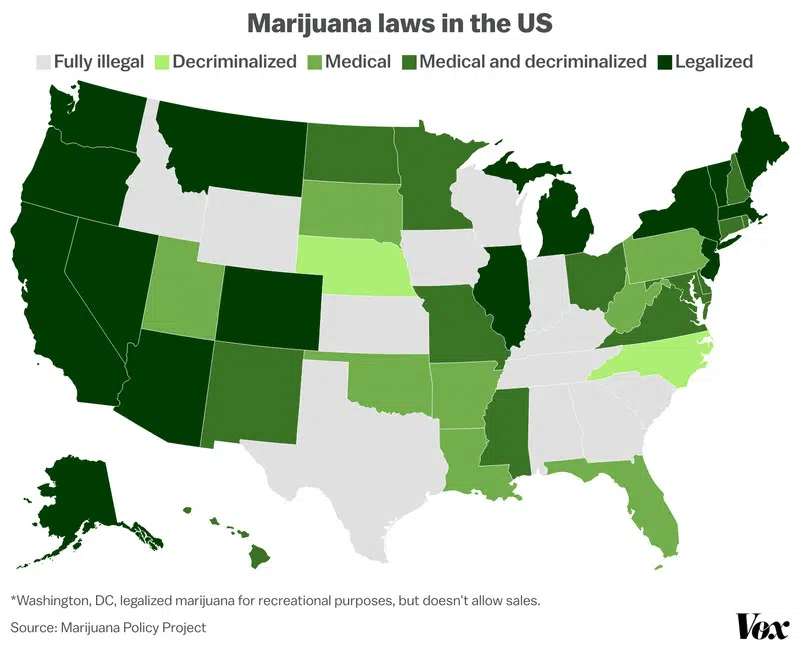 Marijuana laws in the US
Fully illegal Decriminalized Medical Medical and decriminalized Legalized
*Washington, DC, legalized marijuana for recreational purposes, but doesn't allow sales.
Source: Marijuana Policy Project
Vox